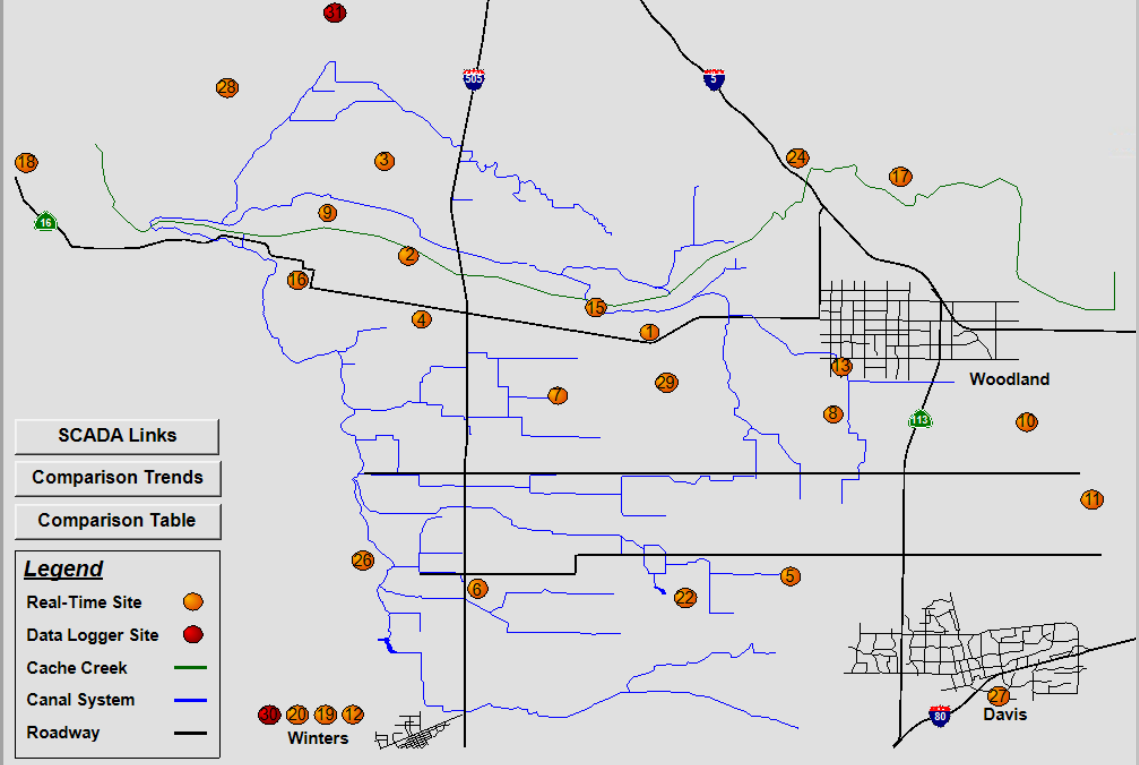 31
505
5
28
3
24
18
17
9
16
2
16
15
4
1
13
Woodland
29
7
8
113
10
SCADA Links
Comparison Trends
Comparison Table
11
Legend
Real-Time Site
Data Logger Site
Cache Creek
Canal System
Roadway
26
6
22
5
30 20 19 12
Winters
27
80
Davis